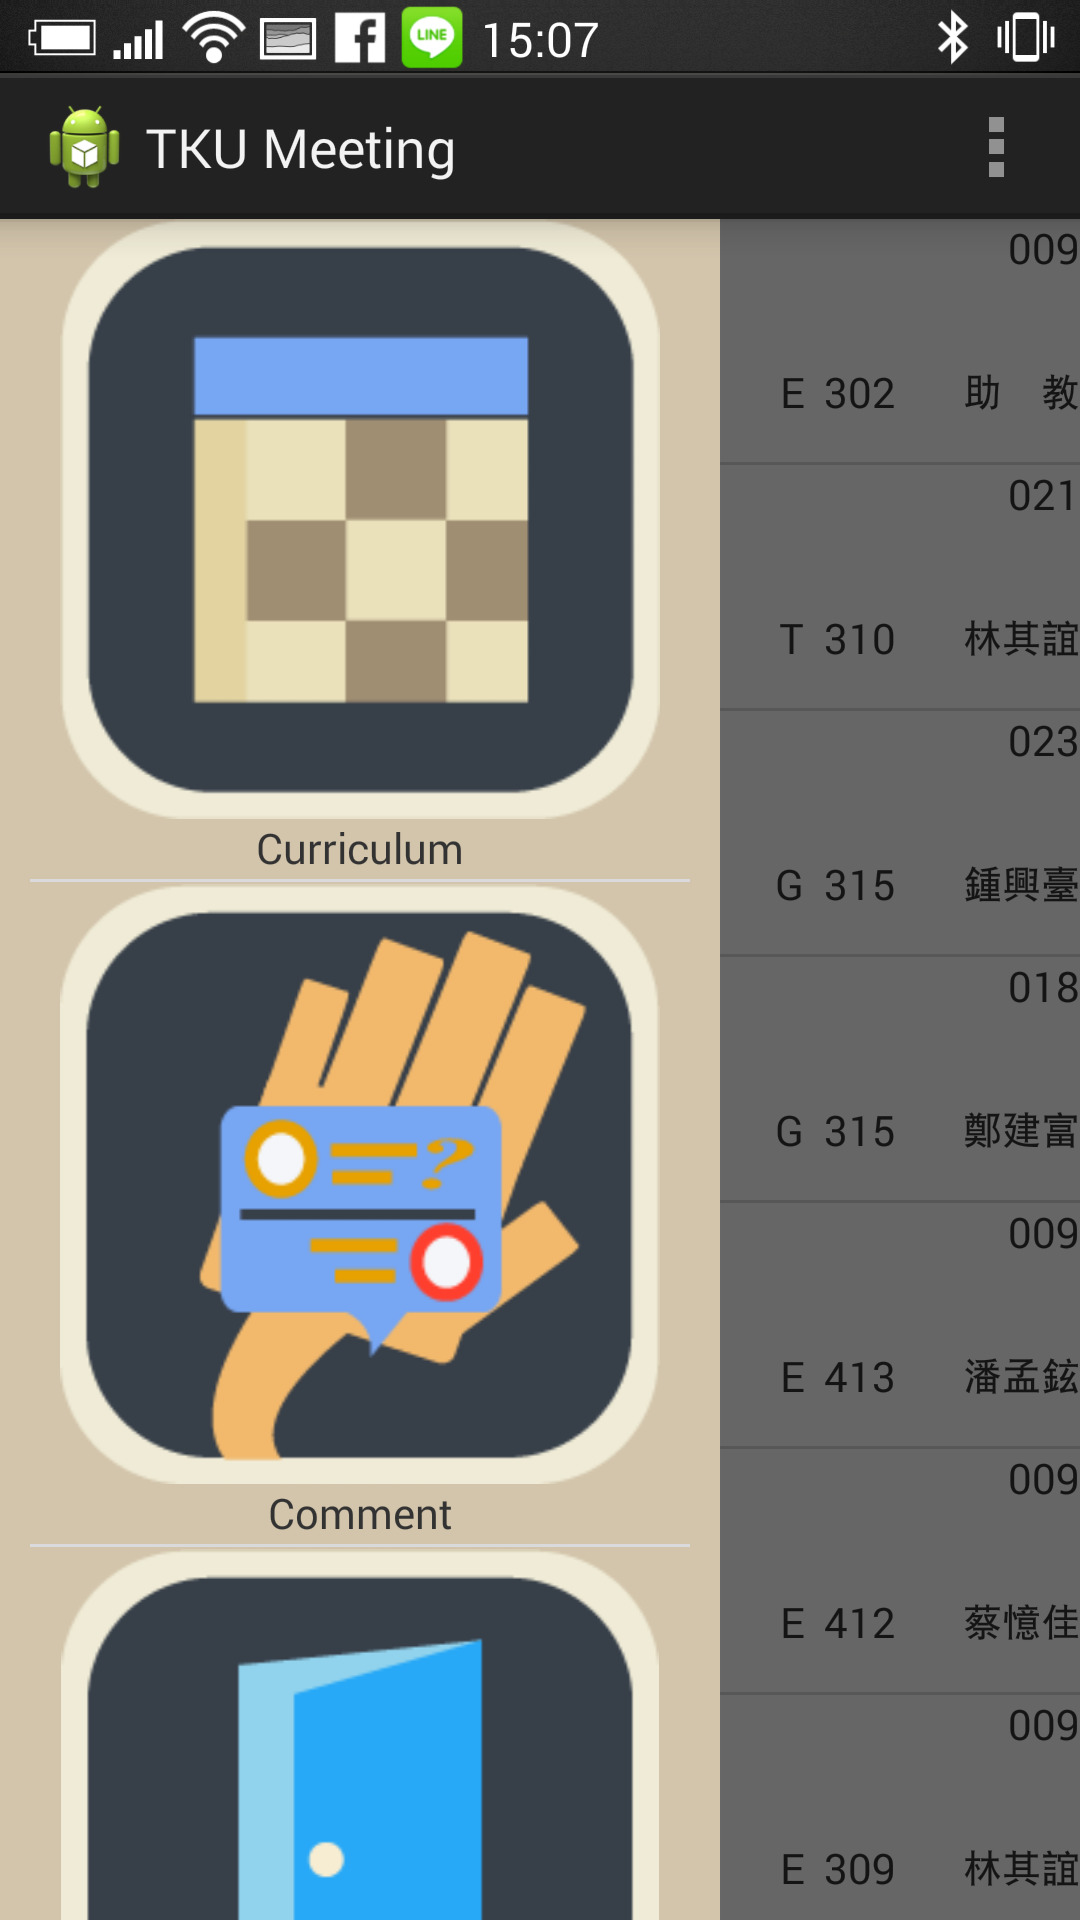 LINE 15:07
TKU Meeting
Curriculum
?
Comment
009
E 302 助 教
021
T 310 林其誼
023
G 315 鍾興臺
018
G 315 鄭建富
009
E 413 潘孟鉉
009
E 412 蔡憶佳
009
E 309 林其誼